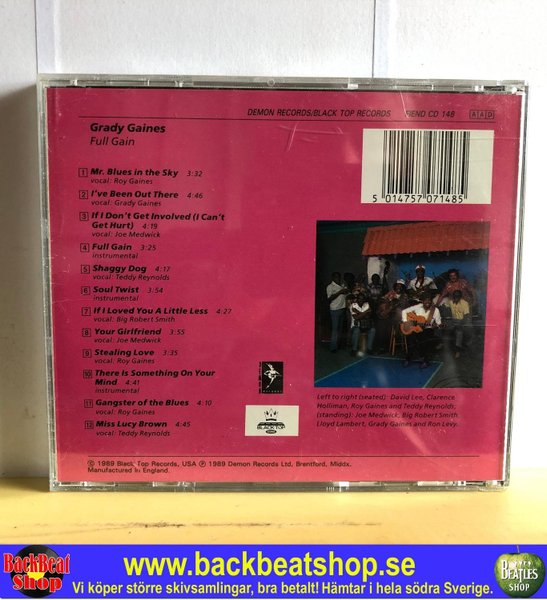 DEMON RECORDS/BLACK TOP RECORDS FIEND CD 148 AAD
Grady Gaines
Full Gain
1 Mr. Blues in the Sky 3:32
vocal: Roy Gaines
2 I've Been Out There 4:46
vocal: Grady Gaines
3 If I Don't Get Involved (I Can't
Get Hurt) 4:19
vocal: Joe Medwick
4 Full Gain 3:25
instrumental
5 Shaggy Dog 4:17
vocal: Teddy Reynolds
6 Soul Twist 3:54
instrumental
7 If I Loved You A Little Less 4:27
vocal: Big Robert Smith
8 Your Girlfriend 3:55
vocal: Joe Medwick
9 Stealing Love 3:35
vocal: Roy Gaines
10 There Is Something On Your
Mind 4:41
instrumental
11 Gangster of the Blues 4:10
vocal: Roy Gaines
12 Miss Lucy Brown 4:45
vocal: Teddy Reynolds
5 014757 071485
Left to right (seated): David Lee, Clarence
Holliman, Roy Gaines and Teddy Reynolds;
(standing): Joe Medwick, Big Robert Smith
Lloyd Lambert, Grady Gaines and Ron Levy.
BLACK TOP
© 1989 Black Top Records, USA ℗ 1989 Demon Records Ltd, Brentford, Middx.
Manufactured in England.
BackBeat
Shop
www.backbeatshop.se
Vi köper större skivsamlingar, bra betalt! Hämtar i hela södra Sverige.
BEATLES
SHOP